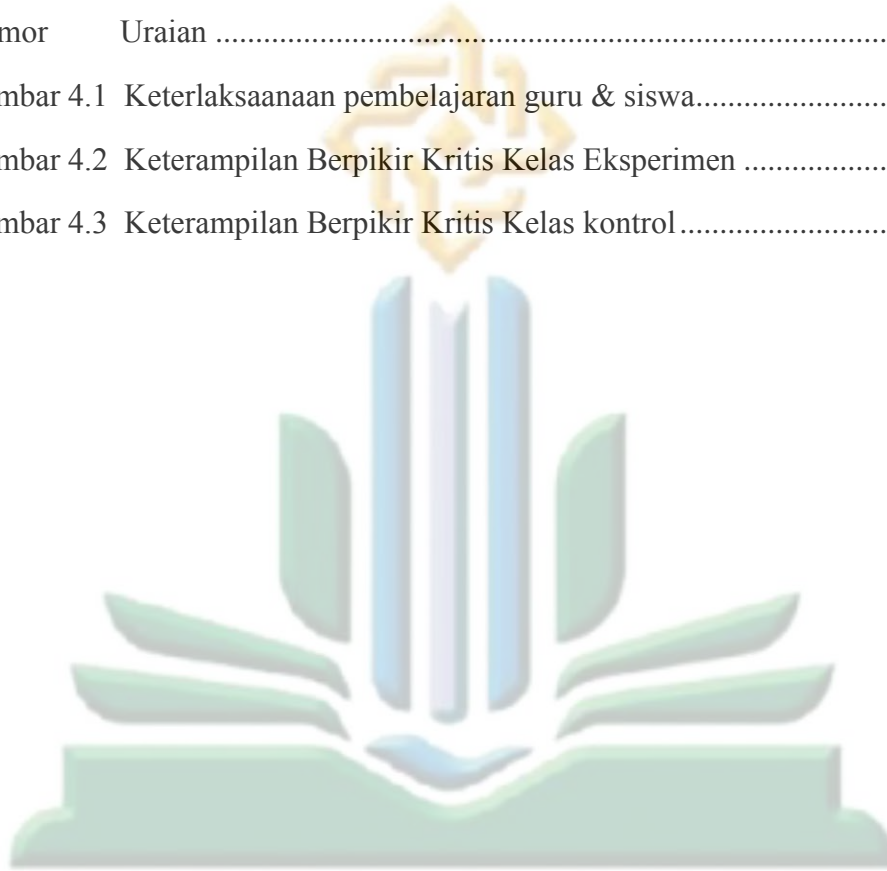 mor Uraian ....................................................................................
mbar 4.1 Keterlaksaanaan pembelajaran guru & siswa........................
mbar 4.2 Keterampilan Berpikir Kritis Kelas Eksperimen ..................
mbar 4.3 Keterampilan Berpikir Kritis Kelas kontrol..........................